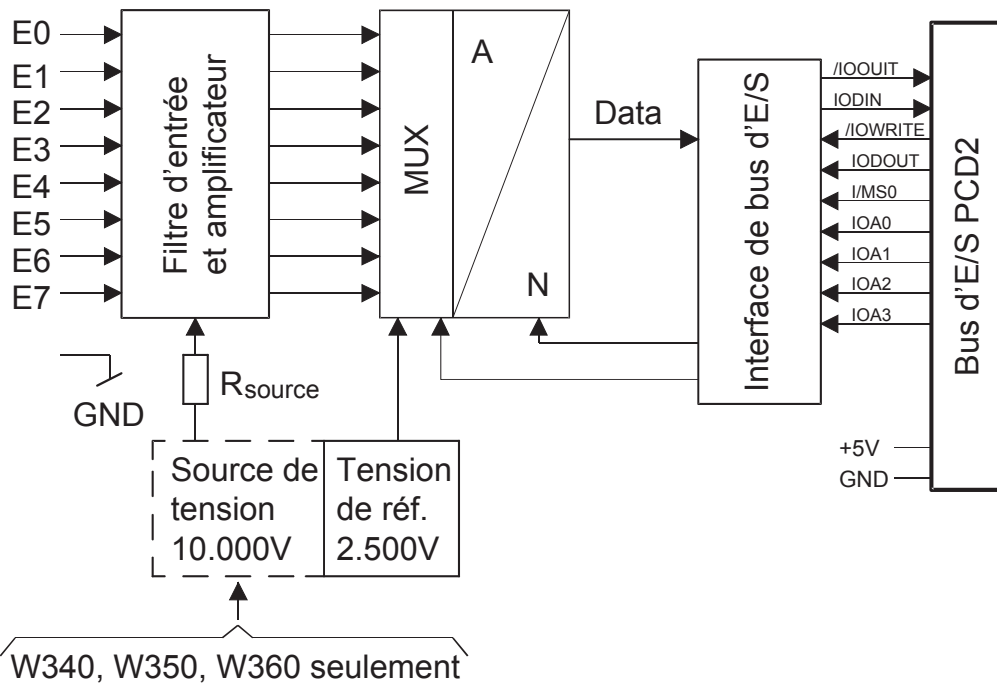 E0
E1
E2
E3
E4
E5
E6
E7
GND
Filtre d'entrée
et amplificateur
Rsource
MUX
A
N
Data
Interface de bus d'E/S
/IOOUIT
IODIN
/IOWRITE
IODOUT
I/MS0
IOA0
IOA1
IOA2
IOA3
+5V
GND
Bus d'E/S PCD2
Source de
tension
10.000V
Tension
de réf.
2.500V
W340, W350, W360 seulement